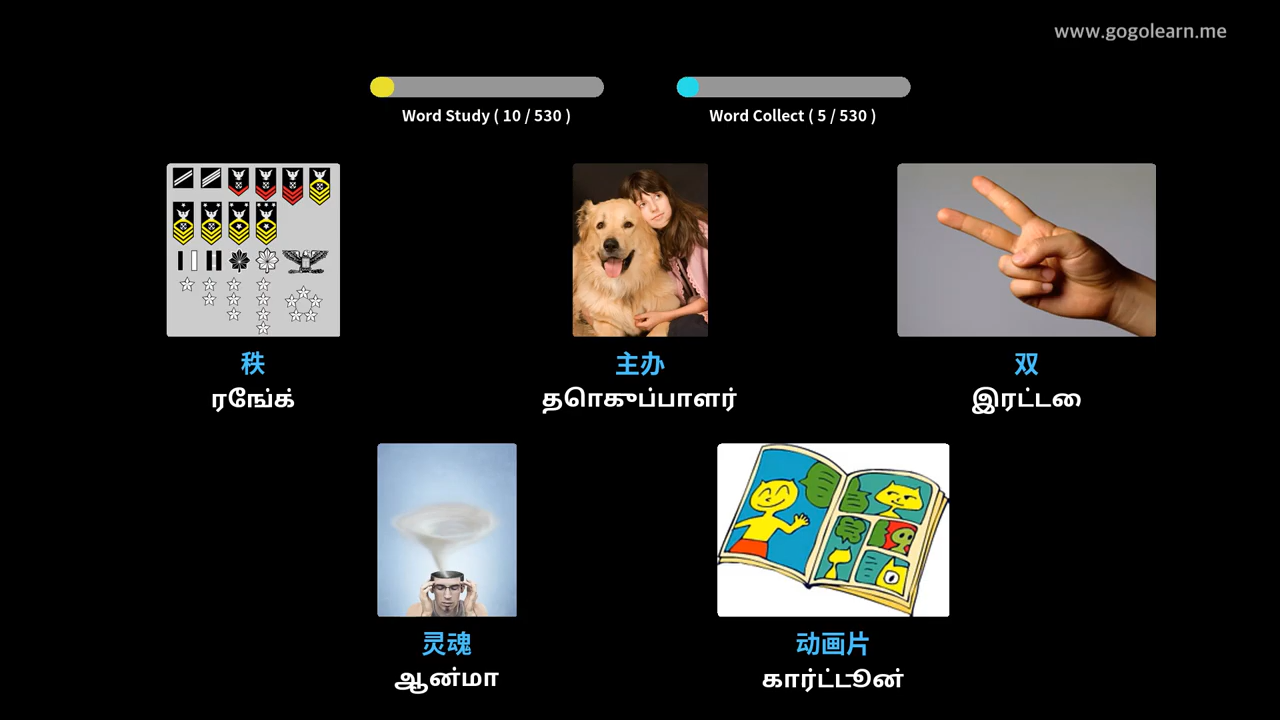 www.gogolearn.me
Word Study ( 10 / 530 )
Word Collect ( 5 / 530 )
秩
ரேங்க்
主办
தொகுப்பாளர்
双
இரட்டை
灵魂
ஆன்மா
动画片
கார்ட்டூன்